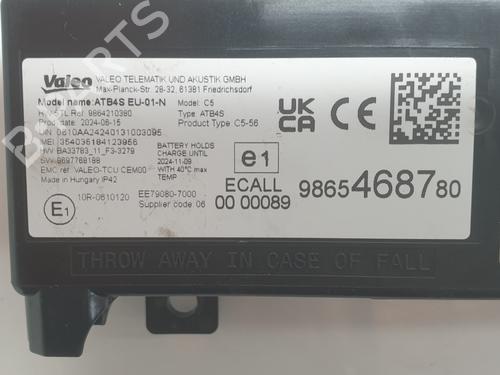 Valeo
VALEO TELEMATIK UND AKUSTIK GMBH
Max-Planck-Str. 28-32, 61381 Friedrichsdorf
Model name: ATB4S EU-01-N Model: C5
H/W STL Ref: 9864210380 Type: ATB4S
Prod date: 2024-06-15 Product Type: C5-56
UIN 0610AA24240131003095
IMEI: 354036184123956
HW: BA33783_11_F3-3279
SW: 9697768188
EMC ref: VALEO-TCU CEM00
Made in Hungary IP42
BATTERY HOLDS
CHARGE UNTIL
2024-11-09
WITH 40°C max
TEMP
UK
CA
CE
e1
ECALL
00 00089
9865468780
E1
10R-0610120
EE79080-7000
Supplier code: 06
THROW AWAY IN CASE OF FALL
B-PARTS